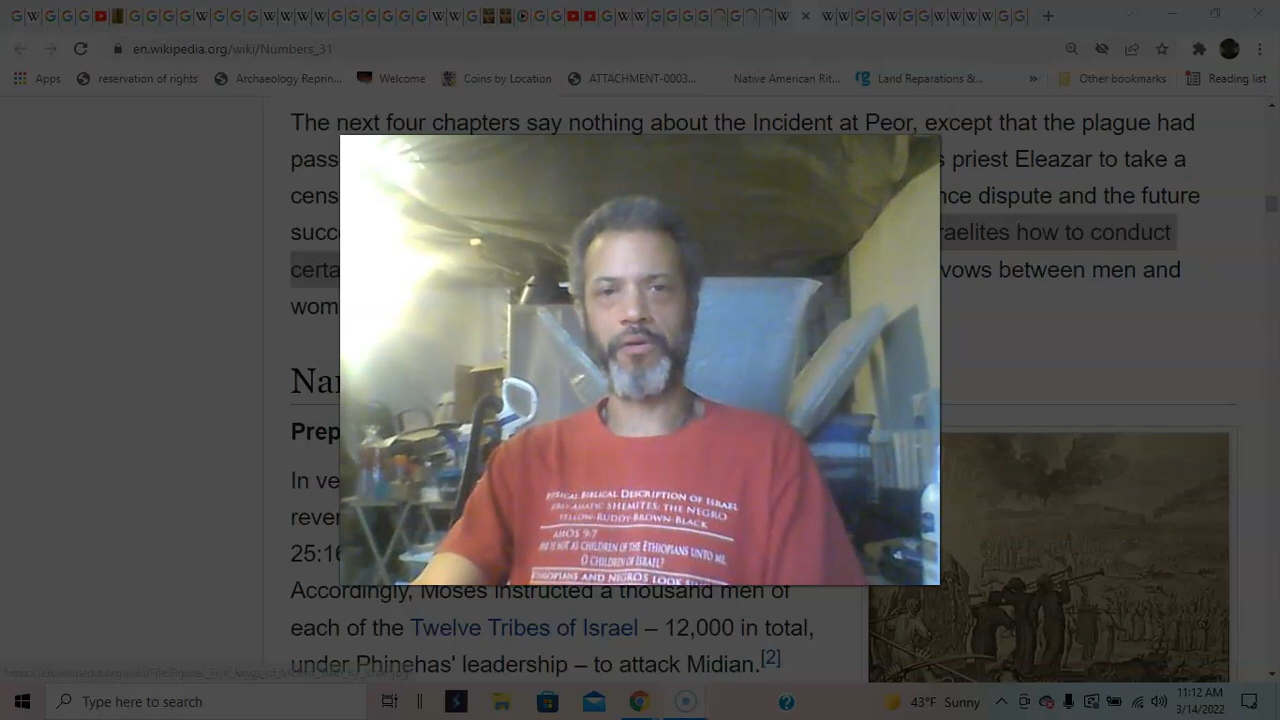 en.wikipedia.org/wiki/Numbers_31
Apps
reservation of rights
Archaeology Reprin...
Welcome
Coins by Location
ATTACHMENT-0003...
Native American Rit...
Land Reparations &...
»
Other bookmarks
Reading list
The next four chapters say nothing about the Incident at Peor, except that the plague had
pass
priest Eleazar to take a
cens
nce dispute and the future
succe
raelites how to conduct
certa
vows between men and
wom
Na
Prep
In ve
reve
25:16
Accordingly, Moses instructed a thousand men of
each of the Twelve Tribes of Israel – 12,000 in total,
under Phinehas' leadership – to attack Midian.[2]
BIBLICAL DESCRIPTION OF ISRAEL
SHEMITES: THE NEGRO
YELLOW-RUDDY-BROWN-BLACK
AMOS 9:7
NOT AS CHILDREN OF THE ETHIOPIANS UNTO ME,
O CHILDREN OF ISRAEL?
ETHIOPIANS AND NEGROS LOOK
Type here to search
43°F Sunny
11:12 AM
3/14/2022